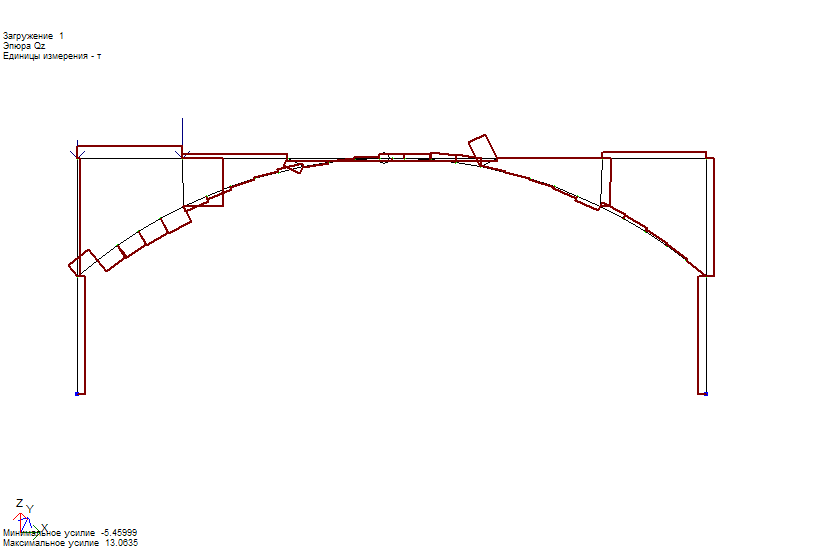 Загружение 1
Эпюра Qz
Единицы измерения - т
Z
Y
X
Минимальное усилие -5.45999
Максимальное усилие 13.0635